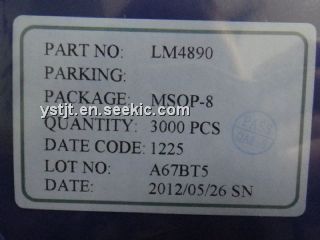 PART NO: LM4890
PARKING:
PACKAGE: MSOP-8
ystjt.en.seekic.com
QUANTITY: 3000 PCS
DATE CODE: 1225
LOT NO: A67BT5
DATE: 2012/05/26 SN